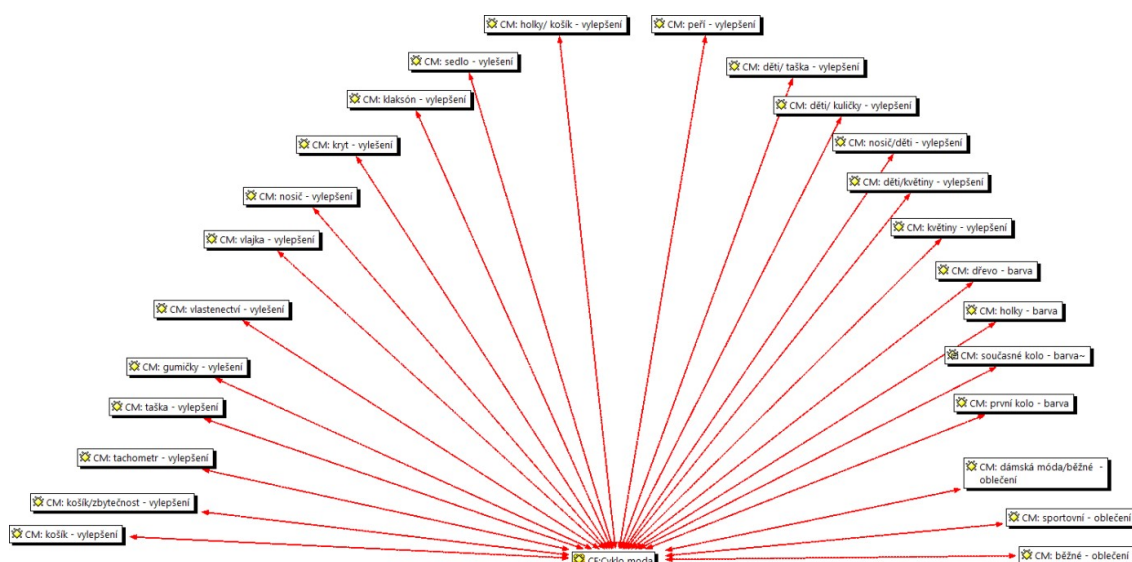 CM: holky/ košík - vylepšení
CM: peří - vylepšení
CM: sedlo - vylešení
CM: děti/ taška - vylepšení
CM: klaksón - vylepšení
CM: děti/ kuličky - vylepšení
CM: kryt - vylešení
CM: nosič/děti - vylepšení
CM: nosič - vylepšení
CM: děti/květiny - vylepšení
CM: vlajka - vylepšení
CM: květiny - vylepšení
CM: dřevo - barva
CM: vlastenectví - vylešení
CM: holky - barva
CM: současné kolo - barva~
CM: gumičky - vylešení
CM: taška - vylepšení
CM: první kolo - barva
CM: tachometr - vylepšení
CM: dámská móda/běžné -
oblečení
CM: košík/zbytečnost - vylepšení
CM: sportovní - oblečení
CM: košík - vylepšení
CM: běžné - oblečení
CF:Cyklo moda